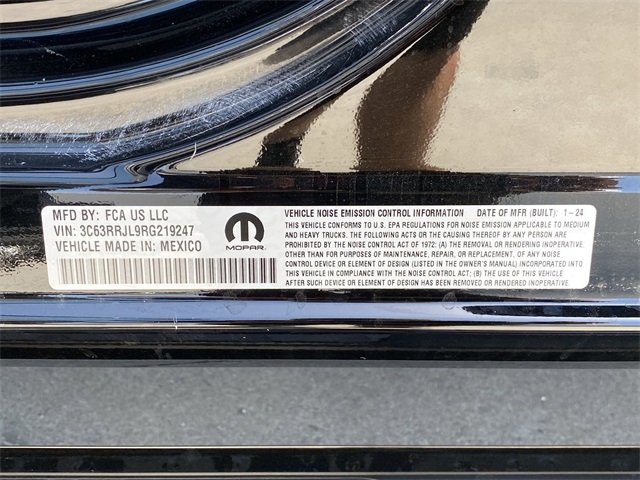 MFD BY: FCA US LLC
VIN: 3C63RRJL9RG219247
VEHICLE MADE IN: MEXICO
MOPAR
VEHICLE NOISE EMISSION CONTROL INFORMATION DATE OF MFR (BUILT): 1-24
THIS VEHICLE CONFORMS TO U.S. EPA REGULATIONS FOR NOISE EMISSION APPLICABLE TO MEDIUM
AND HEAVY TRUCKS. THE FOLLOWING ACTS OR THE CAUSING THEREOF BY ANY PERSON ARE
PROHIBITED BY THE NOISE CONTROL ACT OF 1972: (A) THE REMOVAL OR RENDERING INOPERATIVE,
OTHER THAN FOR PURPOSES OF MAINTENANCE, REPAIR, OR REPLACEMENT, OF ANY NOISE CONTROL
DEVICE OR ELEMENT OF DESIGN (LISTED IN THE OWNER'S MANUAL) INCORPORATED INTO
THIS VEHICLE IN COMPLIANCE WITH THE NOISE CONTROL ACT; (B) THE USE OF THIS VEHICLE
AFTER SUCH DEVICE OR ELEMENT OF DESIGN HAS BEEN REMOVED OR RENDERED INOPERATIVE.